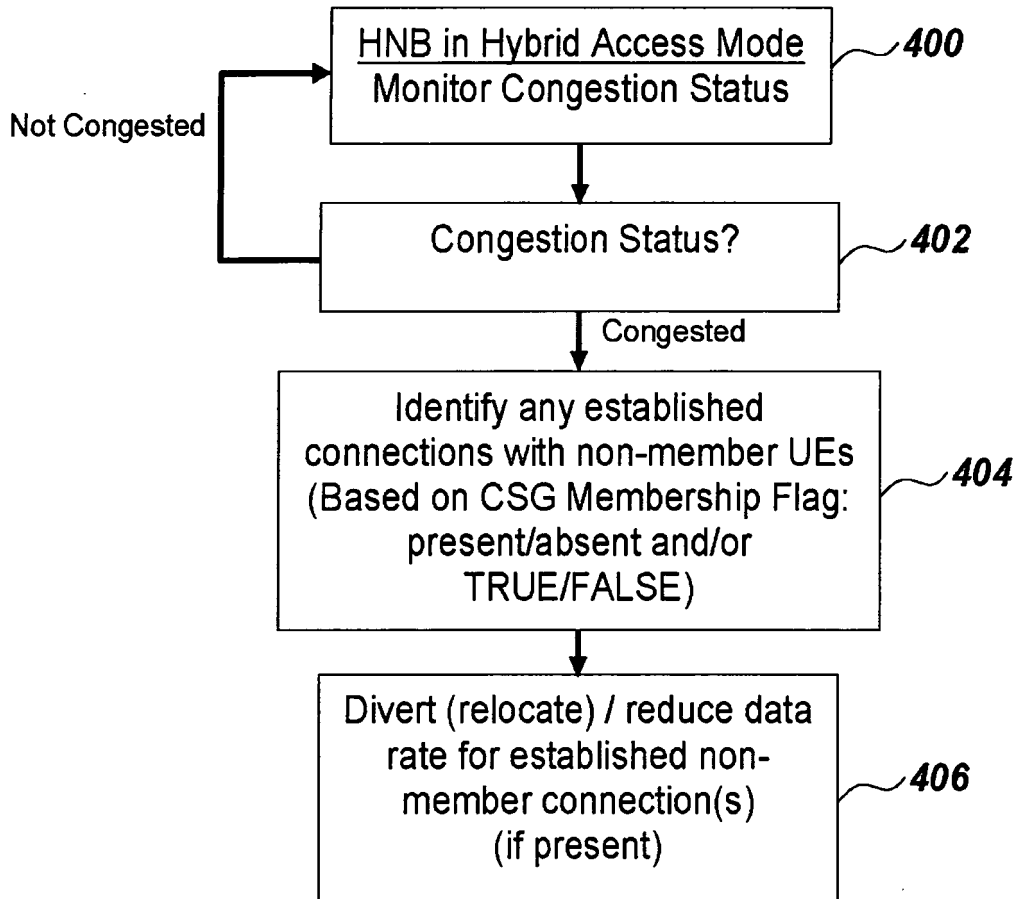 HNB in Hybrid Access Mode
Monitor Congestion Status
400
Not Congested
Congestion Status?
402
Congested
Identify any established
connections with non-member UEs
(Based on CSG Membership Flag:
present/absent and/or
TRUE/FALSE)
404
Divert (relocate) / reduce data
rate for established non-
member connection(s)
(if present)
406